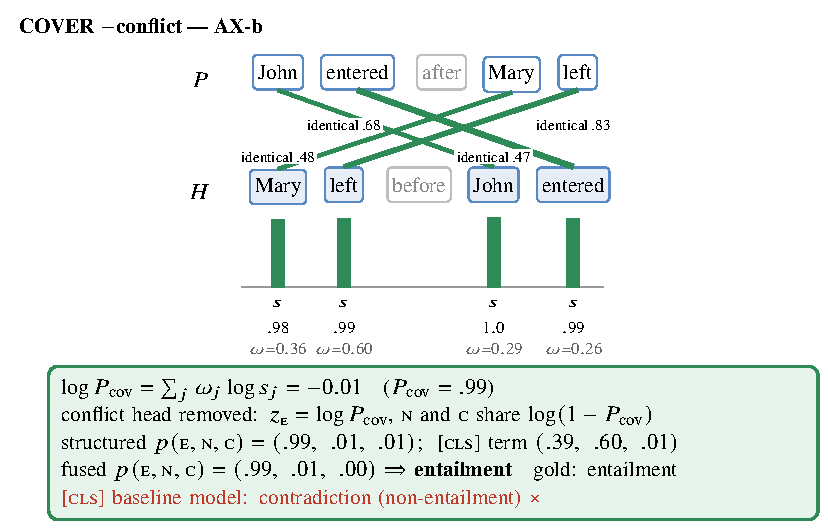 COVER −conflict — AX-b
P John entered after Mary left
identical .68 identical .83
identical .48 identical .47
H Mary left before John entered
s s s s
.98 .99 1.0 .99
ω=0.36 ω=0.60 ω=0.29 ω=0.26
log P_cov = ∑_j ω_j log s_j = −0.01 (P_cov = .99)
conflict head removed: z_E = log P_cov, N and C share log(1 − P_cov)
structured p(E, N, C) = (.99, .01, .01); [CLS] term (.39, .60, .01)
fused p(E, N, C) = (.99, .01, .00) ⇒ entailment gold: entailment
[CLS] baseline model: contradiction (non-entailment) ×